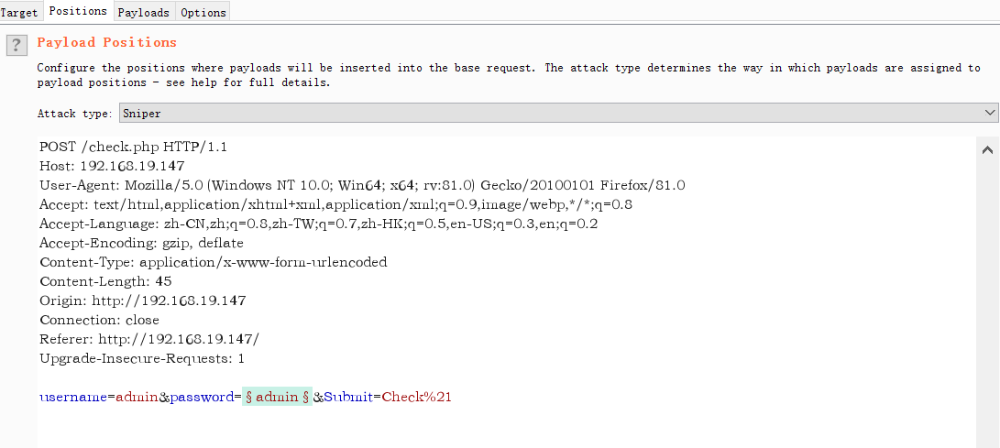 Target Positions Payloads Options
? Payload Positions
Configure the positions where payloads will be inserted into the base request. The attack type determines the way in which payloads are assigned to
payload positions - see help for full details.
Attack type: Sniper
POST /check.php HTTP/1.1
Host: 192.168.19.147
User-Agent: Mozilla/5.0 (Windows NT 10.0; Win64; x64; rv:81.0) Gecko/20100101 Firefox/81.0
Accept: text/html,application/xhtml+xml,application/xml;q=0.9,image/webp,*/*;q=0.8
Accept-Language: zh-CN,zh;q=0.8,zh-TW;q=0.7,zh-HK;q=0.5,en-US;q=0.3,en;q=0.2
Accept-Encoding: gzip, deflate
Content-Type: application/x-www-form-urlencoded
Content-Length: 45
Origin: http://192.168.19.147
Connection: close
Referer: http://192.168.19.147/
Upgrade-Insecure-Requests: 1
username=admin&password=§admin§&Submit=Check%21